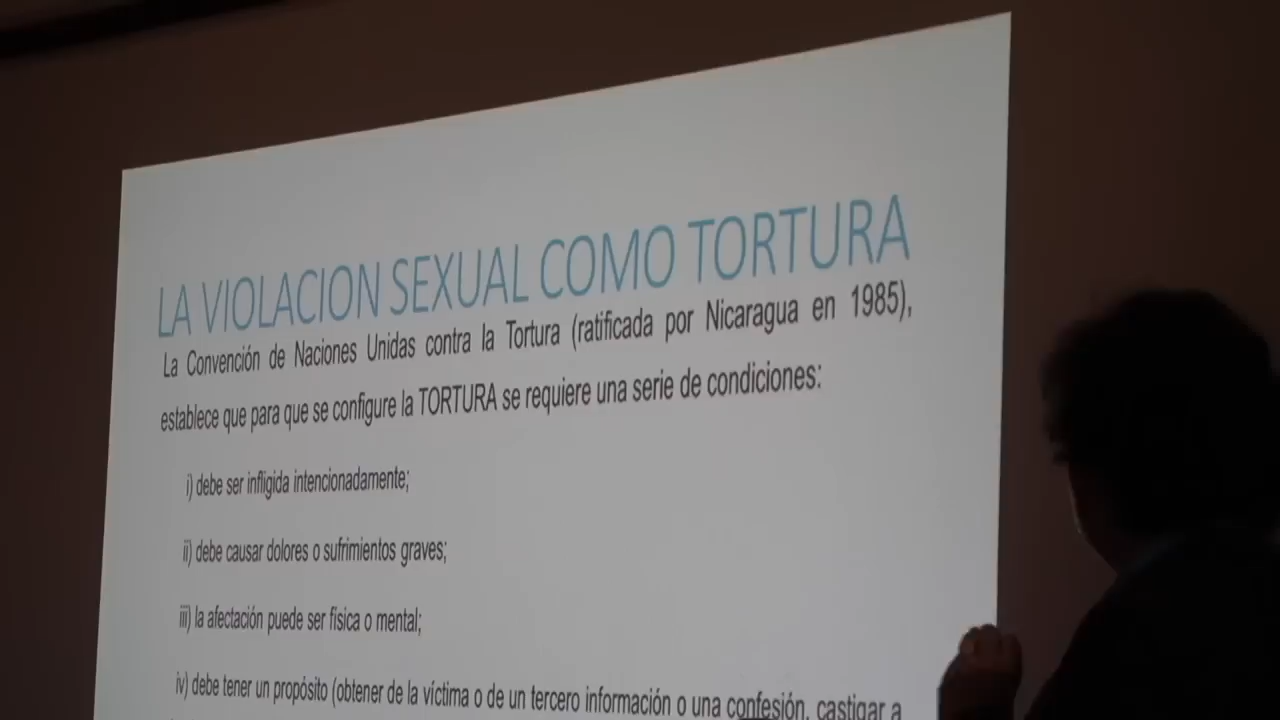 LA VIOLACION SEXUAL COMO TORTURA
La Convención de Naciones Unidas contra la Tortura (ratificada por Nicaragua en 1985),
establece que para que se configure la TORTURA se requiere una serie de condiciones:
i) debe ser infligida intencionadamente;
ii) debe causar dolores o sufrimientos graves;
iii) la afectación puede ser física o mental;
iv) debe tener un propósito (obtener de la víctima o de un tercero información o una confesión, castigar a